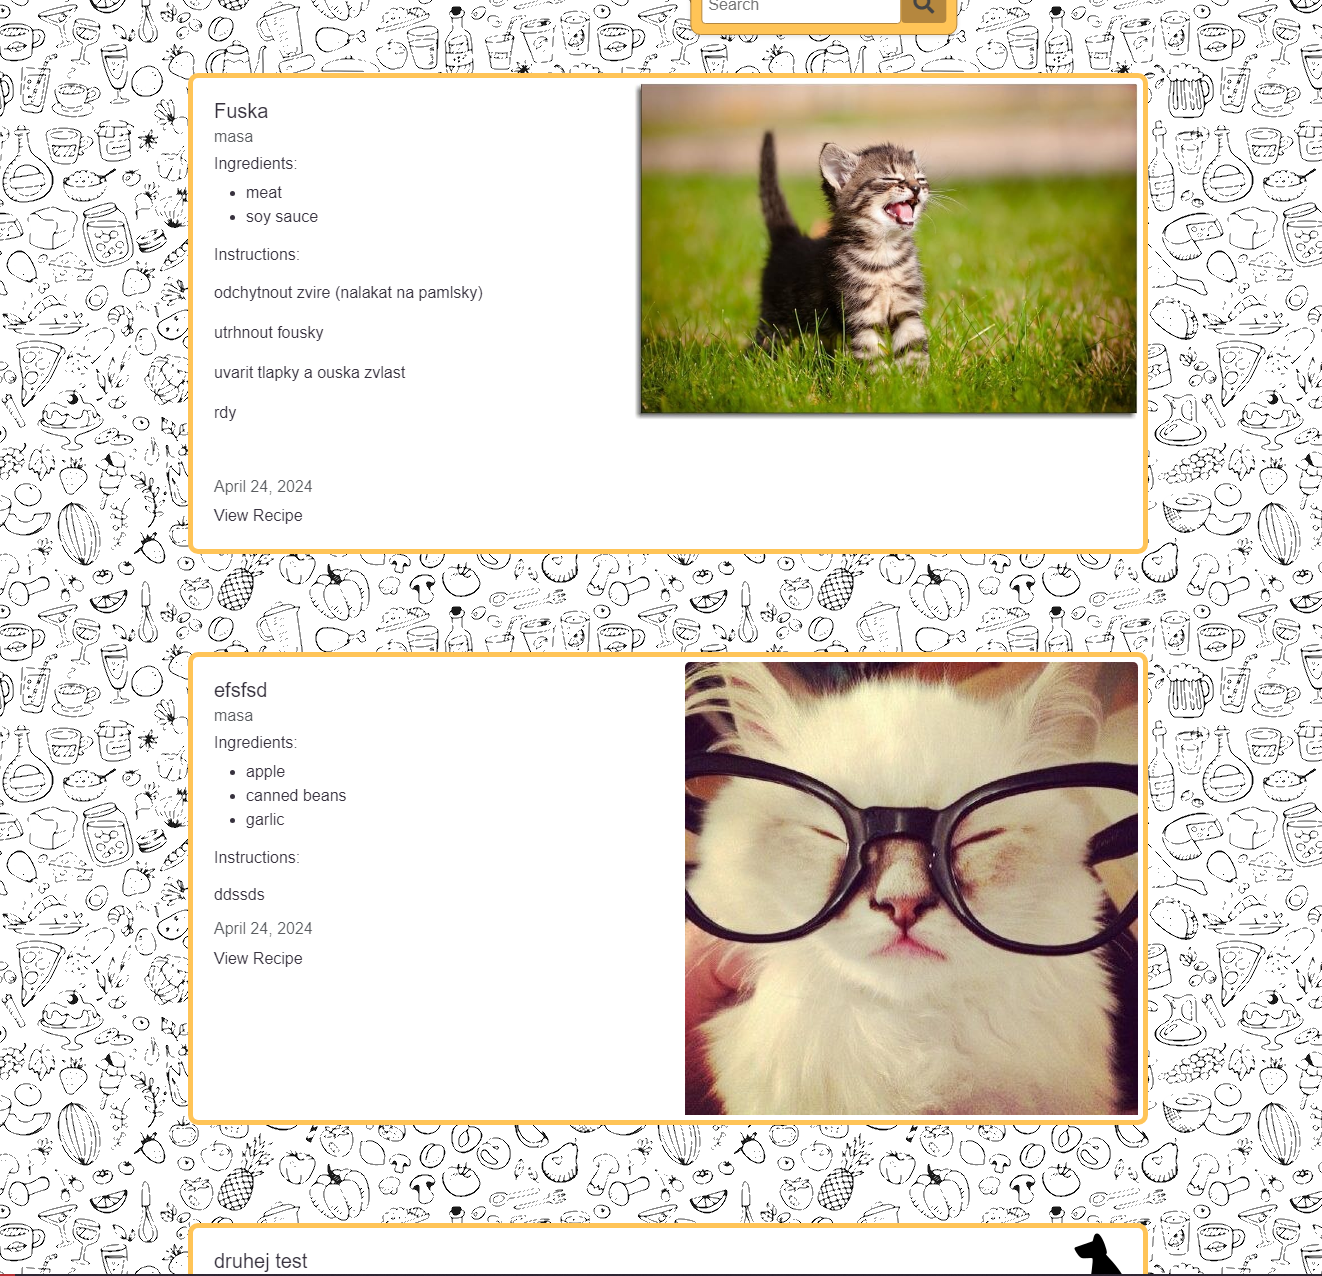 Search
Fuska
masa
Ingredients:
meat
soy sauce
Instructions:
odchytnout zvire (nalakat na pamlsky)
utrhnout fousky
uvarit tlapky a ouska zvlast
rdy
April 24, 2024
View Recipe
efsfsd
masa
Ingredients:
apple
canned beans
garlic
Instructions:
ddssds
April 24, 2024
View Recipe
druhej test